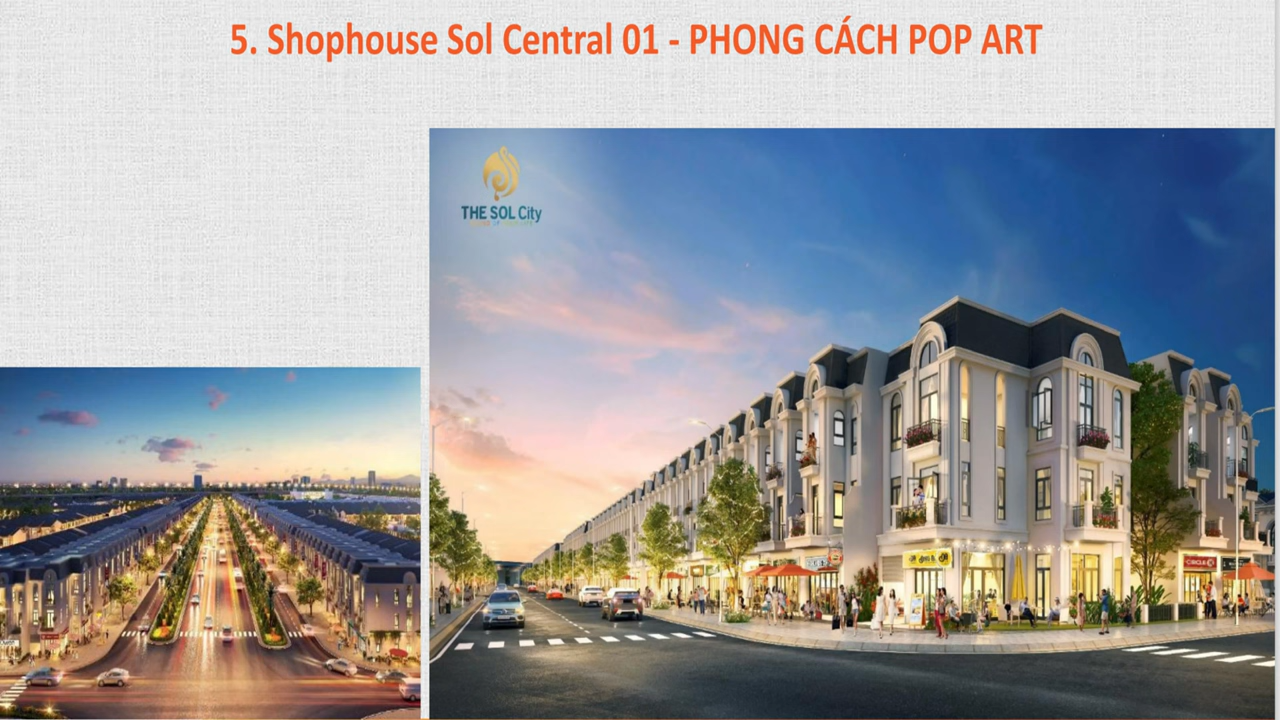 5. Shophouse Sol Central 01 - PHONG CÁCH POP ART
THE SOL City
CIRCLE K